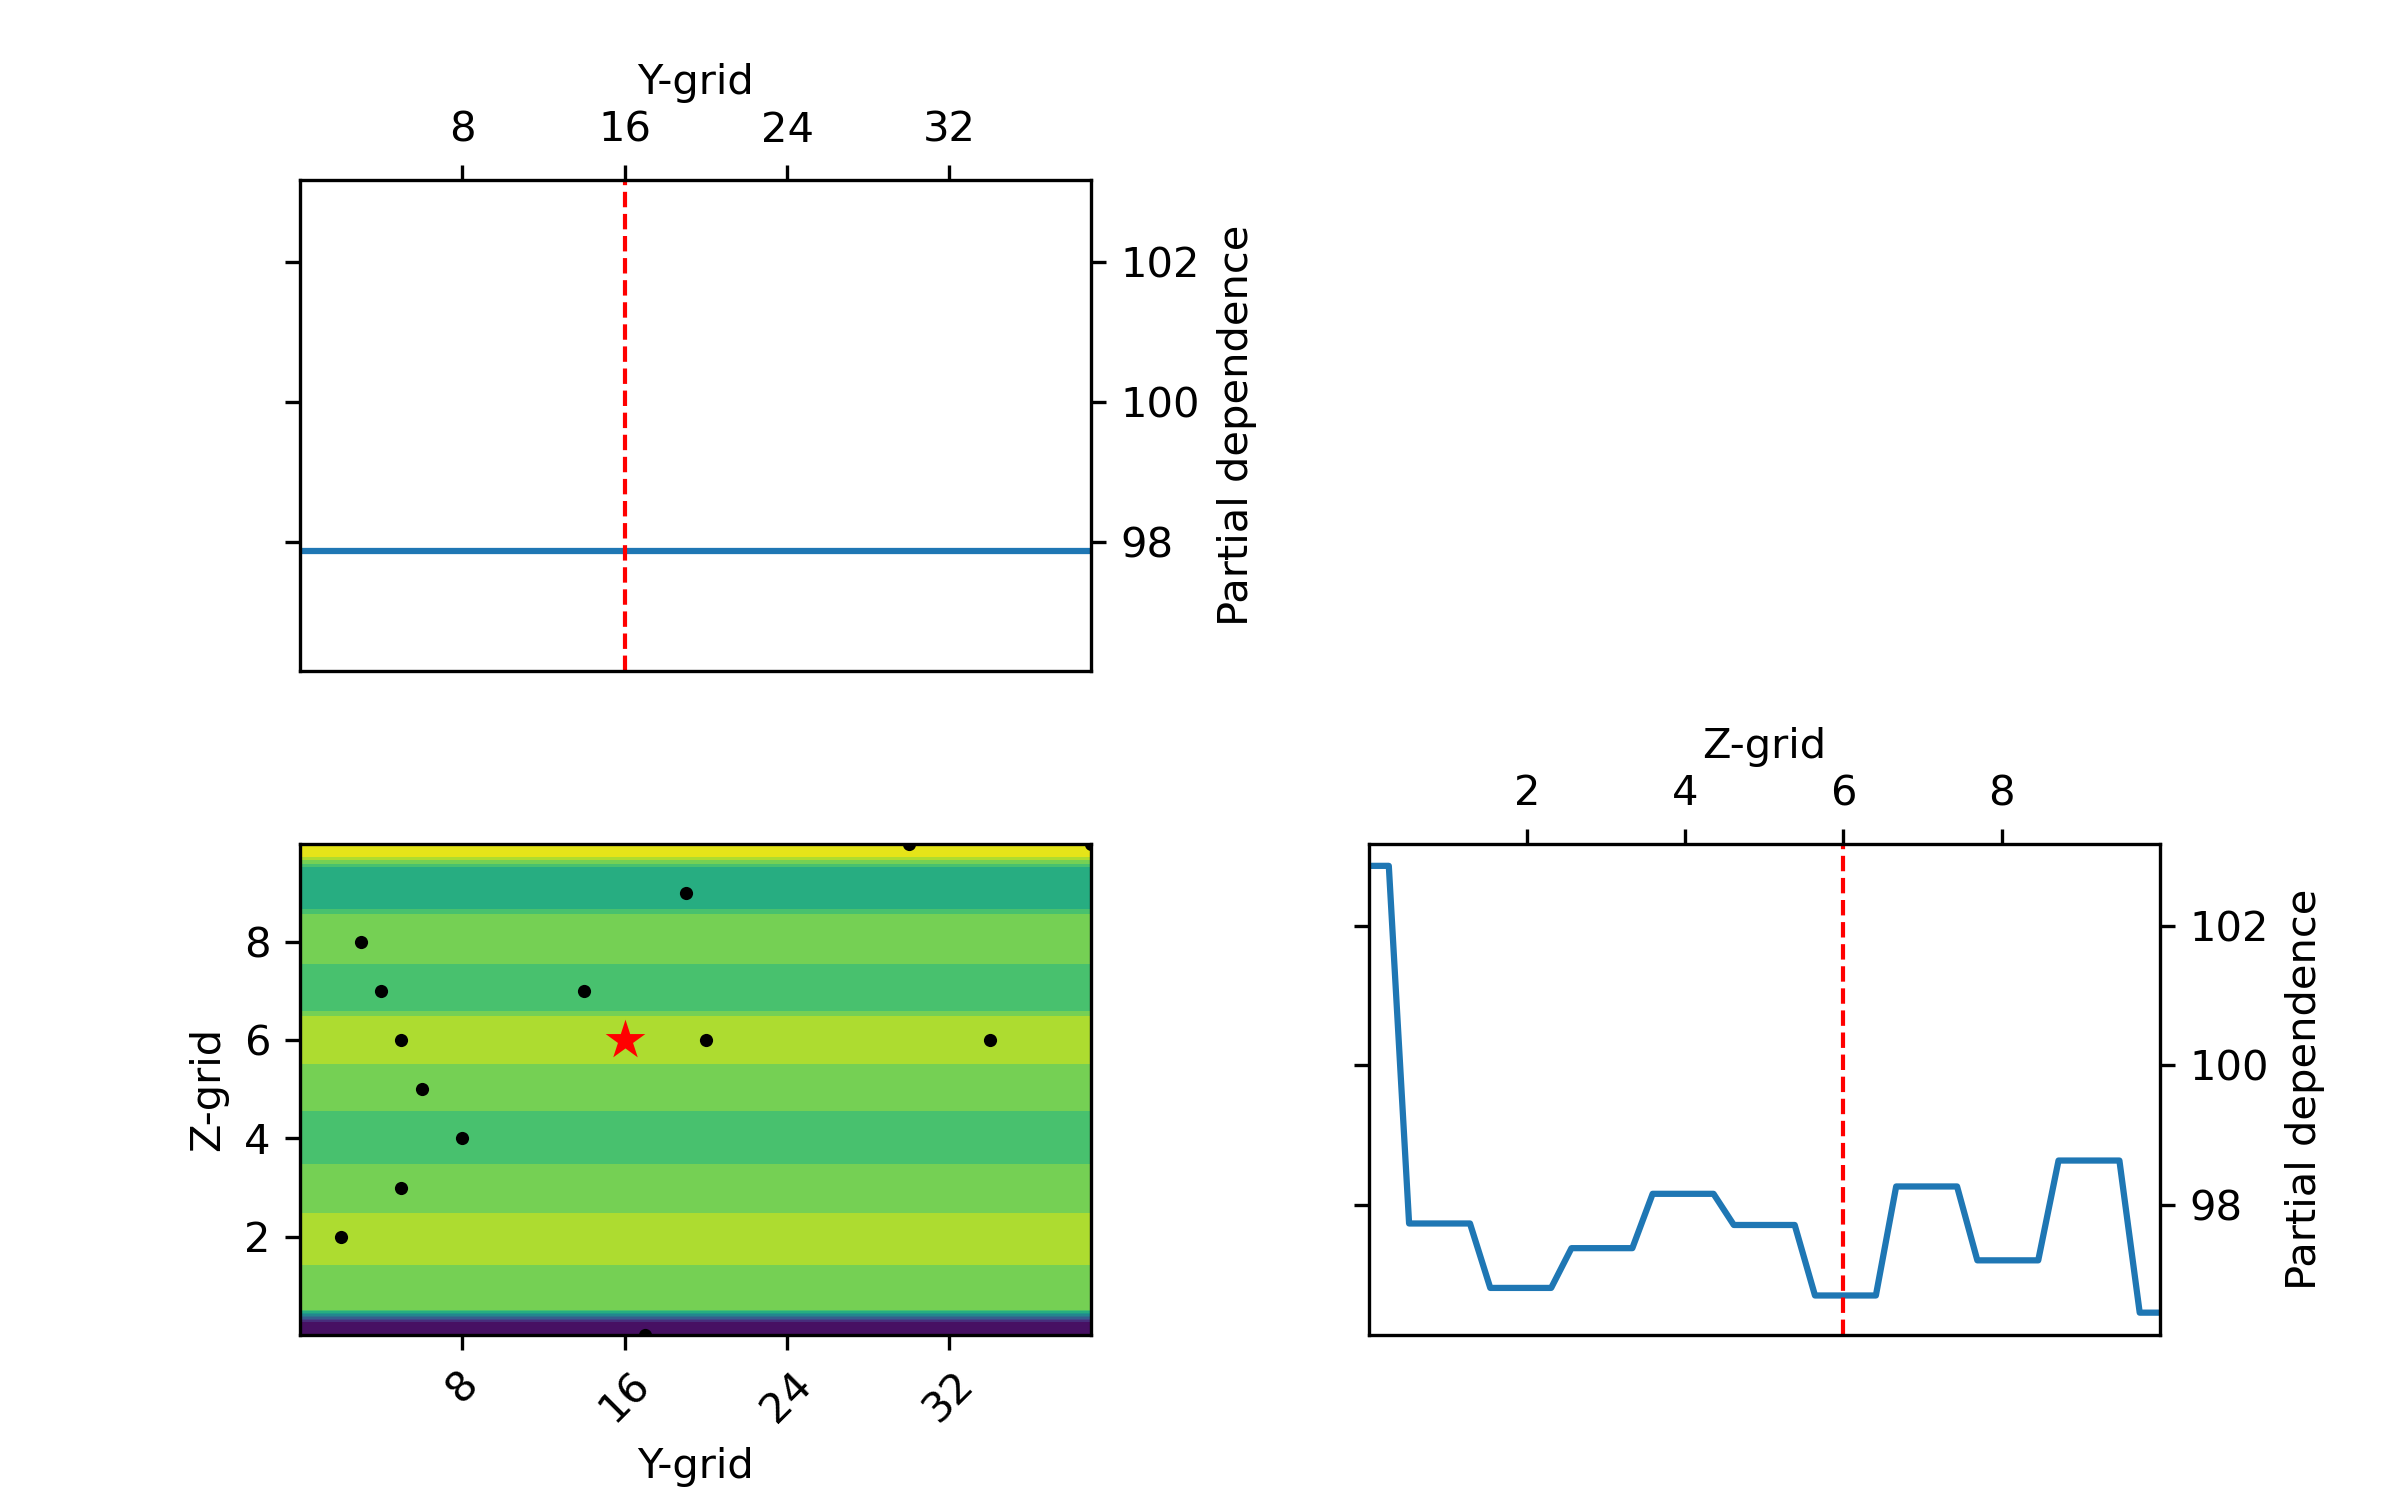 Y-grid
8 16 24 32
102
100
98
Partial dependence
Z-grid
2 4 6 8
8
6
4
2
Z-grid
8 16 24 32
Y-grid
102
100
98
Partial dependence